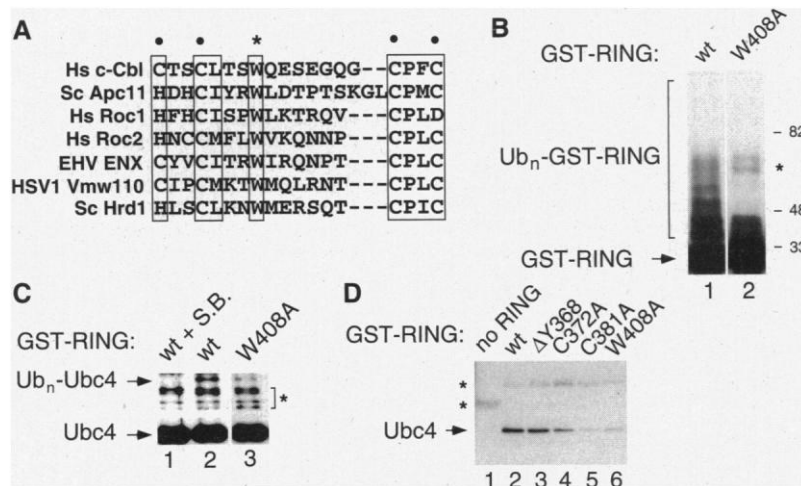 A
• • * • •
Hs c-Cbl CTSCLTSWQESEGQG---CPFC
Sc Apc11 HDHCIYRWLDTPTSKGLCPMC
Hs Roc1 HFHCISPWLKTRQV---CPLD
Hs Roc2 HNCCMFLWVKQNNP---CPLC
EHV ENX CYVCITRWIRQNPT---CPLC
HSV1 Vmw110 CIPCMKTWMQLRNT---CPLC
Sc Hrd1 HLSCLKNWMERSQT---CPIC
B
GST-RING: wt W408A
- 82
Ubn-GST-RING
*
- 48
- 33
GST-RING
1 2
C
GST-RING: wt + S.B. wt W408A
Ubn-Ubc4
*
Ubc4
1 2 3
D
GST-RING: no RING wt ΔY368 C372A C381A W408A
*
*
Ubc4
1 2 3 4 5 6